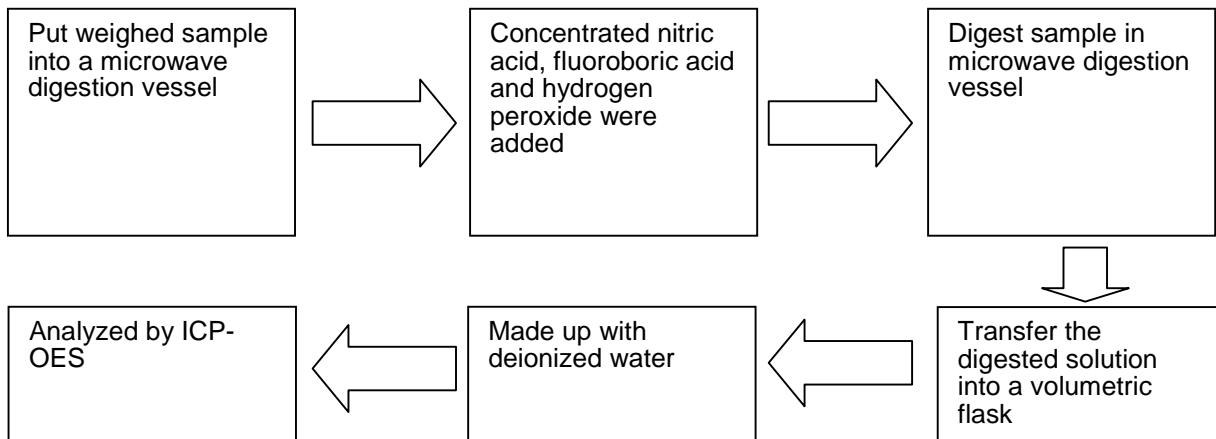 Put weighed sample
into a microwave
digestion vessel
Concentrated nitric
acid, fluoroboric acid
and hydrogen
peroxide were
added
Digest sample in
microwave digestion
vessel
Transfer the
digested solution
into a volumetric
flask
Made up with
deionized water
Analyzed by ICP-
OES